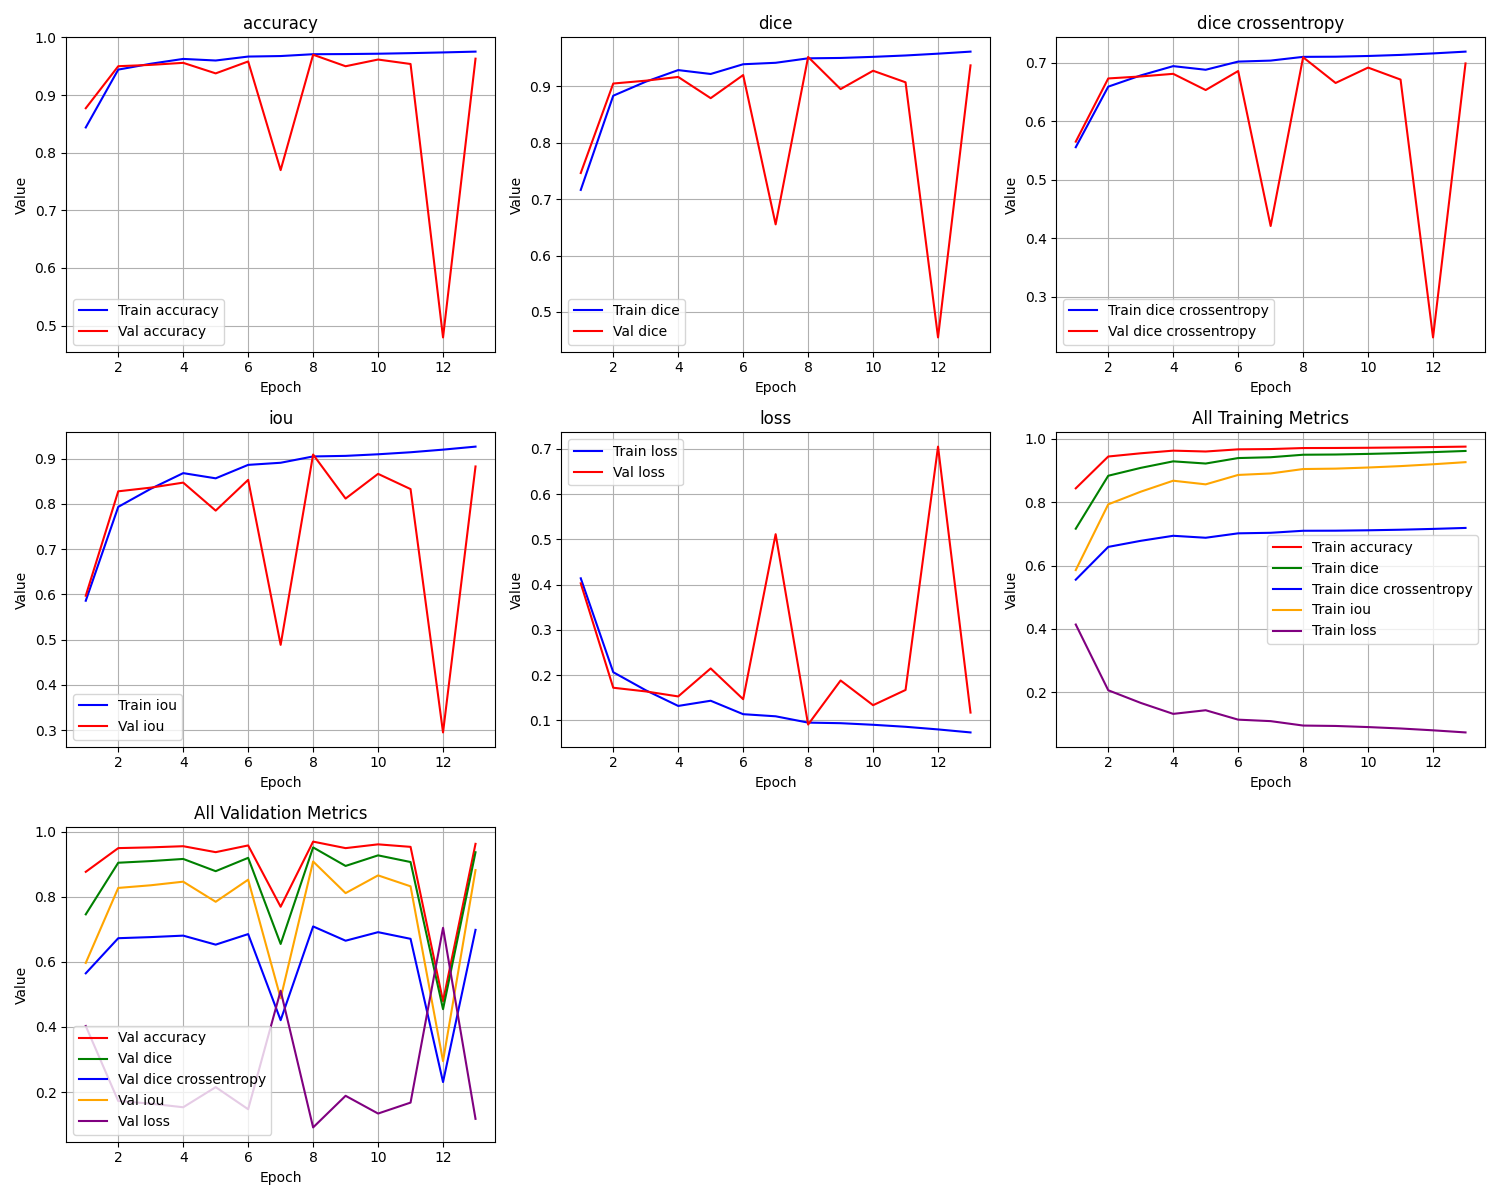 accuracy
1.0
0.9
0.8
0.7
0.6
0.5
Value
Train accuracy
Val accuracy
2 4 6 8 10 12
Epoch
dice
0.9
0.8
0.7
0.6
0.5
Value
Train dice
Val dice
2 4 6 8 10 12
Epoch
dice crossentropy
0.7
0.6
0.5
0.4
0.3
Value
Train dice crossentropy
Val dice crossentropy
2 4 6 8 10 12
Epoch
iou
0.9
0.8
0.7
0.6
0.5
0.4
0.3
Value
Train iou
Val iou
2 4 6 8 10 12
Epoch
loss
0.7
0.6
0.5
0.4
0.3
0.2
0.1
Value
Train loss
Val loss
2 4 6 8 10 12
Epoch
All Training Metrics
1.0
0.8
0.6
0.4
0.2
Value
Train accuracy
Train dice
Train dice crossentropy
Train iou
Train loss
2 4 6 8 10 12
Epoch
All Validation Metrics
1.0
0.8
0.6
0.4
0.2
Value
Val accuracy
Val dice
Val dice crossentropy
Val iou
Val loss
2 4 6 8 10 12
Epoch